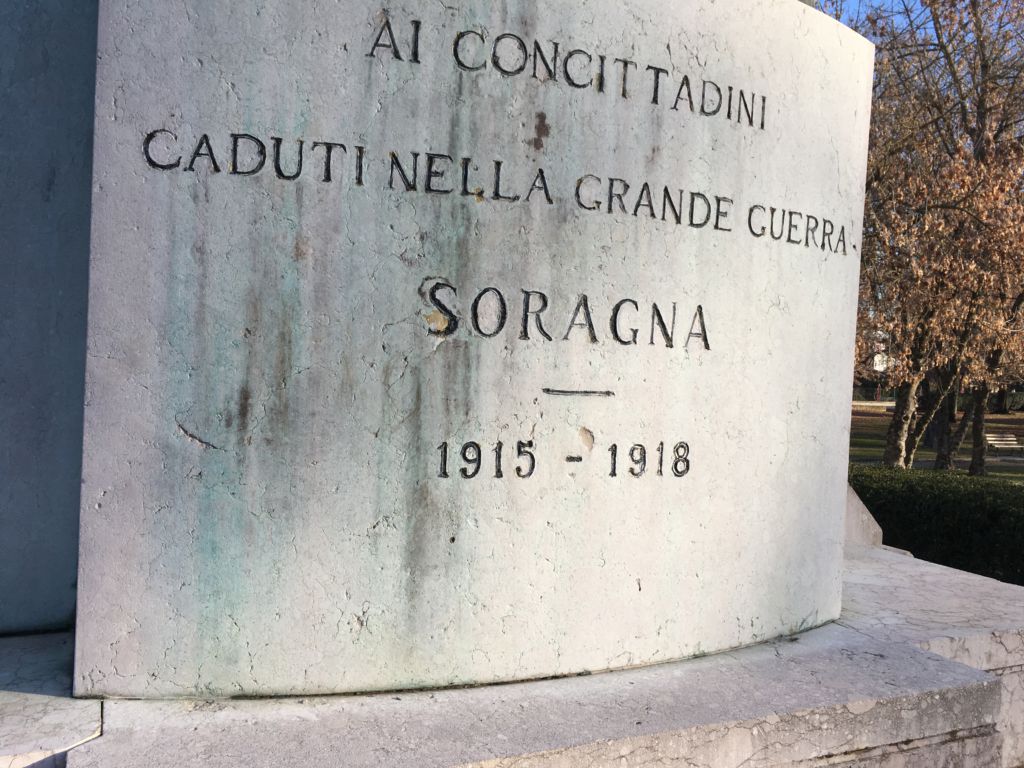 AI CONCITTADINI
CADUTI NELLA GRANDE GUERRA
SORAGNA
1915 - 1918